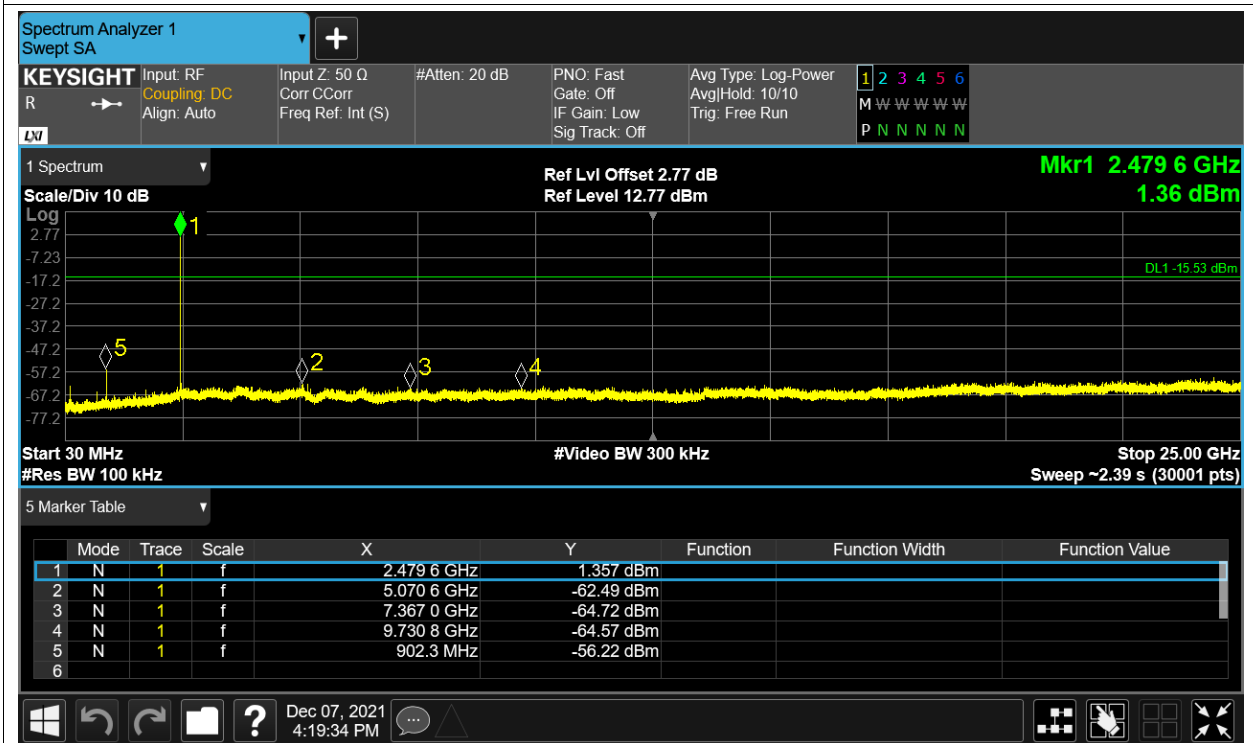 Spectrum Analyzer 1
Swept SA
KEYSIGHT
R
LXI
Input: RF
Coupling: DC
Align: Auto
Input Z: 50 Ω
Corr CCorr
Freq Ref: Int (S)
#Atten: 20 dB
PNO: Fast
Gate: Off
IF Gain: Low
Sig Track: Off
Avg Type: Log-Power
Avg|Hold: 10/10
Trig: Free Run
1 2 3 4 5 6
M W W W W W
P N N N N N
1 Spectrum
Scale/Div 10 dB
Ref Lvl Offset 2.77 dB
Ref Level 12.77 dBm
Mkr1 2.479 6 GHz
1.36 dBm
Log
2.77
-7.23
-17.2
-27.2
-37.2
-47.2
-57.2
-67.2
-77.2
1
5
2
3
4
DL1 -15.53 dBm
Start 30 MHz
#Res BW 100 kHz
#Video BW 300 kHz
Stop 25.00 GHz
Sweep ~2.39 s (30001 pts)
5 Marker Table
Mode Trace Scale X Y Function Function Width Function Value
1 N 1 f 2.479 6 GHz 1.357 dBm
2 N 1 f 5.070 6 GHz -62.49 dBm
3 N 1 f 7.367 0 GHz -64.72 dBm
4 N 1 f 9.730 8 GHz -64.57 dBm
5 N 1 f 902.3 MHz -56.22 dBm
6
?
Dec 07, 2021
4:19:34 PM